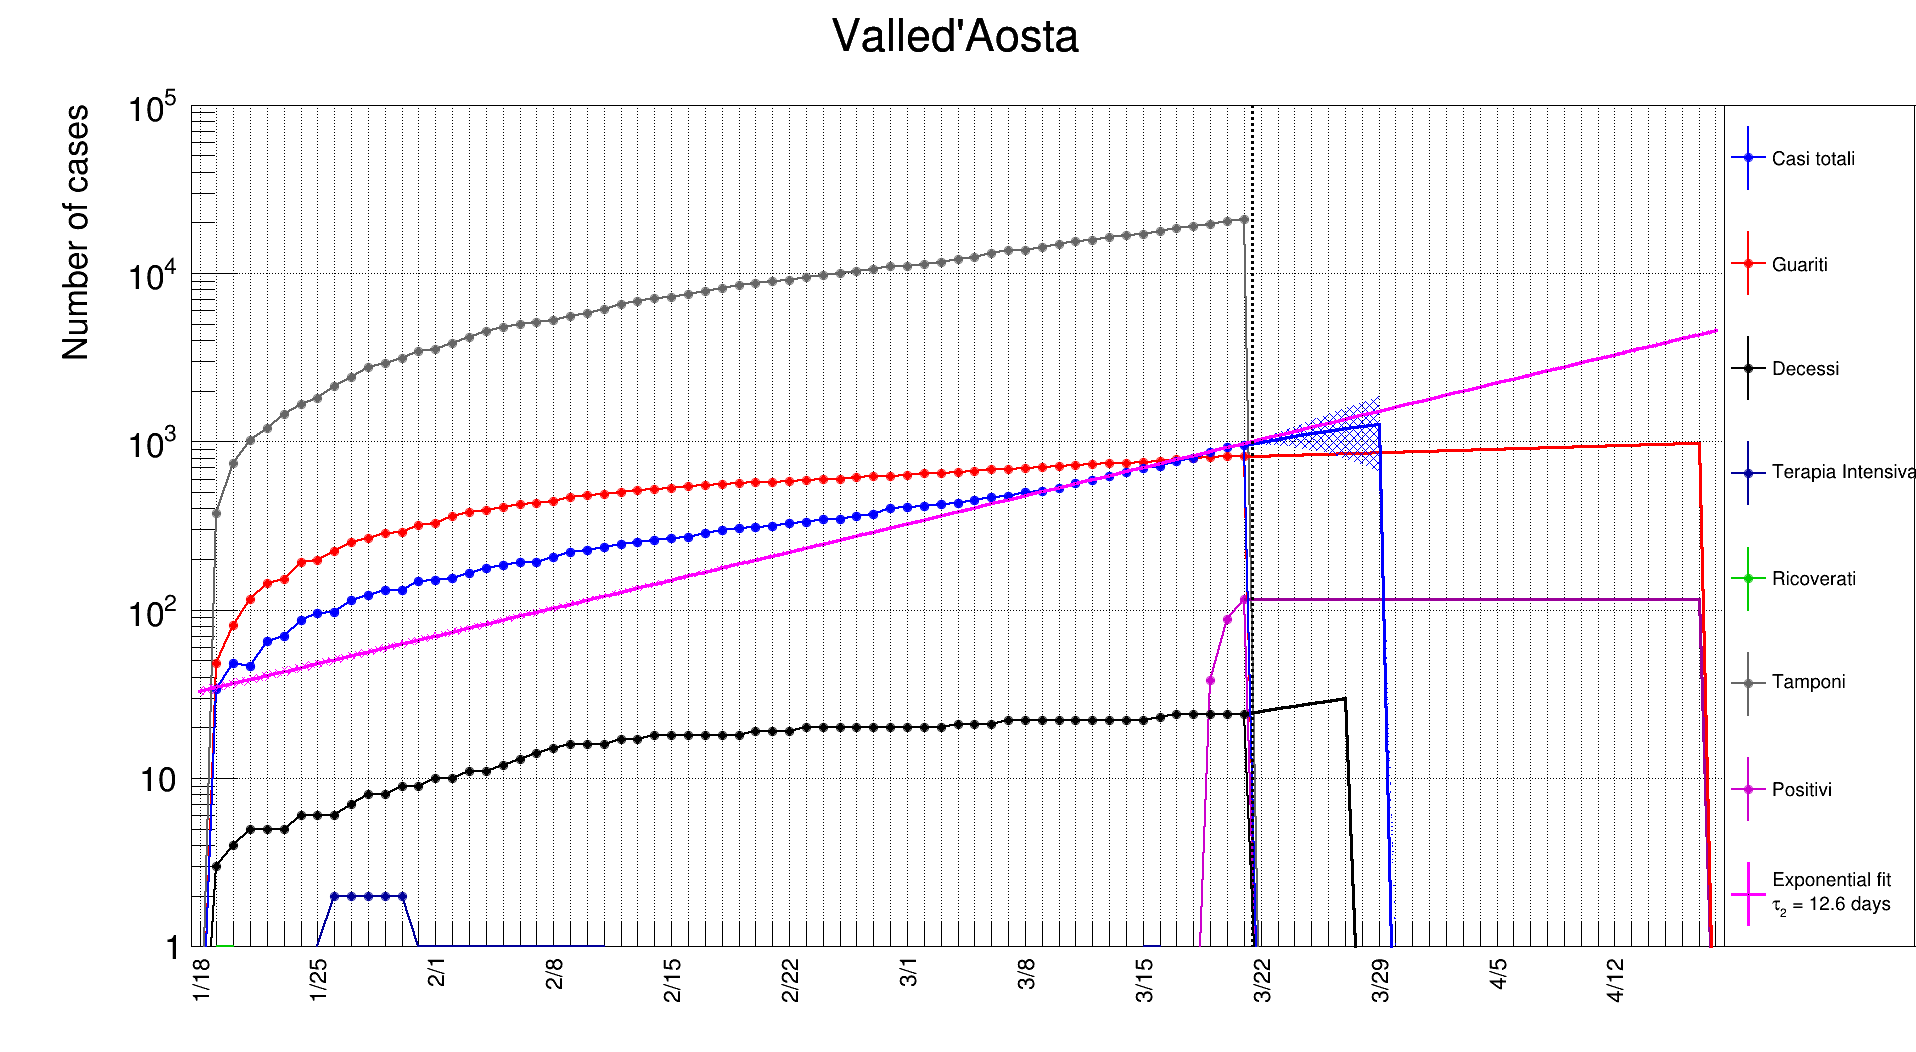 Valled'Aosta
Number of cases
10^5
10^4
10^3
10^2
10
1
1/18
1/25
2/1
2/8
2/15
2/22
3/1
3/8
3/15
3/22
3/29
4/5
4/12
Casi totali
Guariti
Decessi
Terapia Intensiva
Ricoverati
Tamponi
Positivi
Exponential fit
τ_2 = 12.6 days